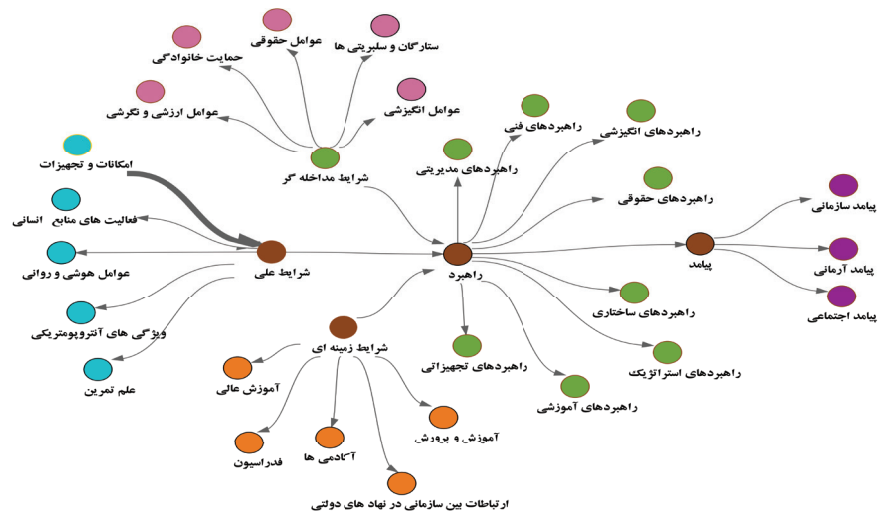 ستارگان و سلبریتی ها
عوامل حقوقی
حمایت خانوادگی
عوامل انگیزشی
عوامل ارزشی و نگرشی
راهبردهای فنی
راهبردهای انگیزشی
امکانات و تجهیزات
راهبردهای مدیریتی
شرایط مداخله گر
راهبردهای حقوقی
پیامد سازمانی
فعالیت های منابع انسانی
شرایط علی
راهبرد
پیامد
پیامد آرمانی
عوامل هوشی و روانی
راهبردهای ساختاری
پیامد اجتماعی
ویژگی های آنتروپومتریکی
شرایط زمینه ای
راهبردهای تجهیزاتی
راهبردهای استراتژیک
علم تمرین
آموزش عالی
راهبردهای آموزشی
آموزش و پرورش
آکادمی ها
فدراسیون
ارتباطات بین سازمانی در نهاد های دولتی